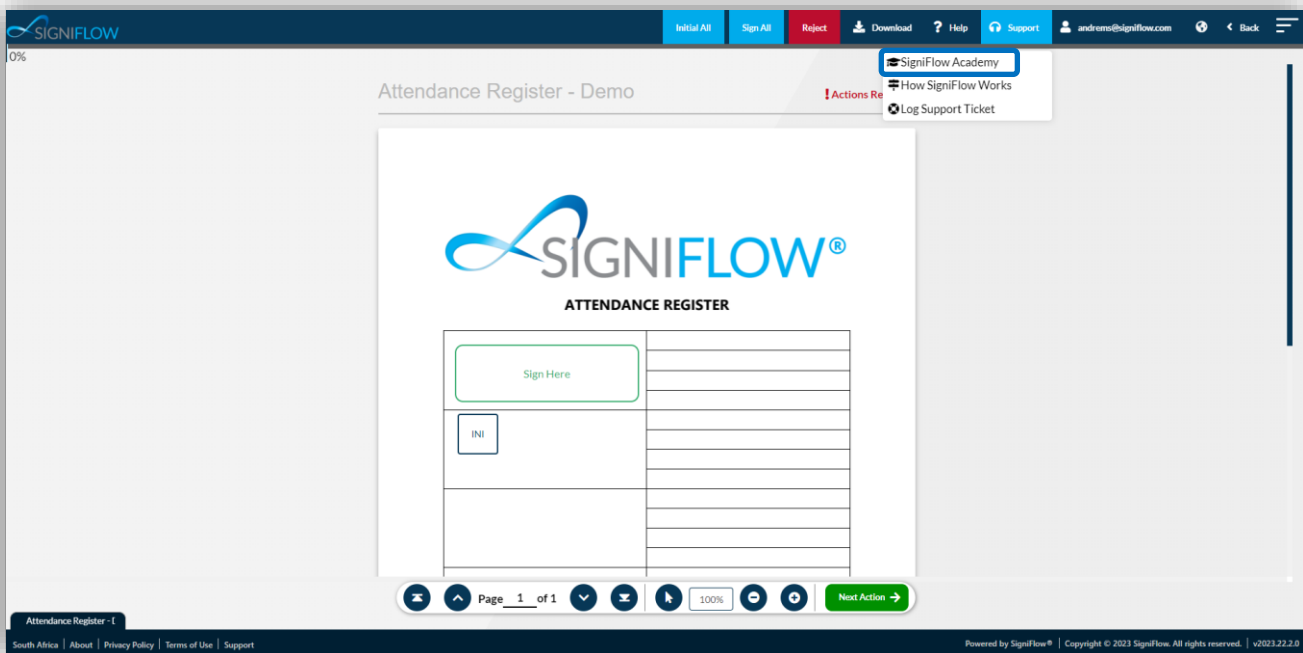 SIGNIFLOW Initial All Sign All Reject Download ? Help Support andrems@signiflow.com Back
0%
SigniFlow Academy
How SigniFlow Works
Log Support Ticket
Attendance Register - Demo ! Actions Re
SIGNIFLOW®
ATTENDANCE REGISTER
Sign Here
INI
Page 1 of 1 100% Next Action →
Attendance Register - [
South Africa | About | Privacy Policy | Terms of Use | Support Powered by SigniFlow® | Copyright © 2023 SigniFlow. All rights reserved. | v2023.22.2.0